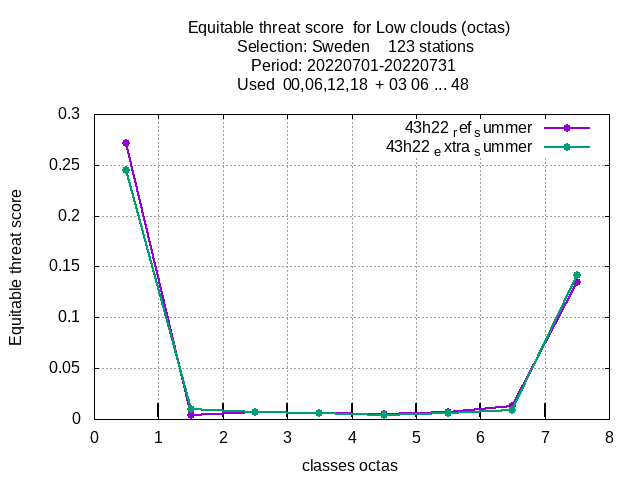 Equitable threat score  for Low clouds (octas)
Selection: Sweden    123 stations
Period: 20220701-20220731
Used  00,06,12,18  + 03 06 ... 48
43h22 ref summer
43h22 extra summer
0.3
0.25
0.2
0.15
0.1
0.05
0
Equitable threat score
0 1 2 3 4 5 6 7 8
classes octas